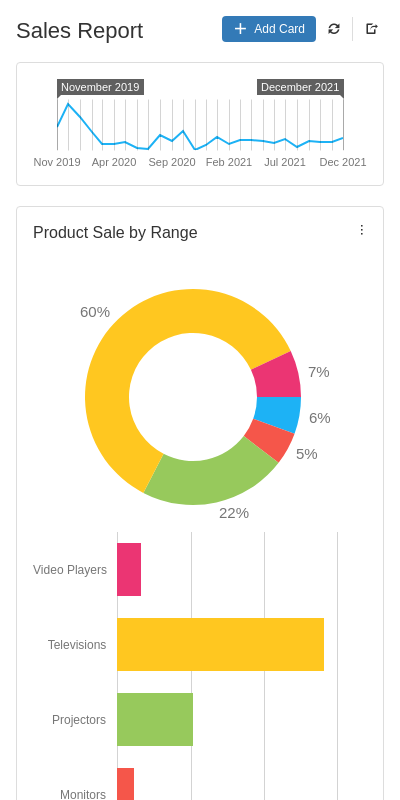 Sales Report
Add Card
November 2019
December 2021
Nov 2019 Apr 2020 Sep 2020 Feb 2021 Jul 2021 Dec 2021
Product Sale by Range
60%
7%
6%
5%
22%
Video Players
Televisions
Projectors
Monitors